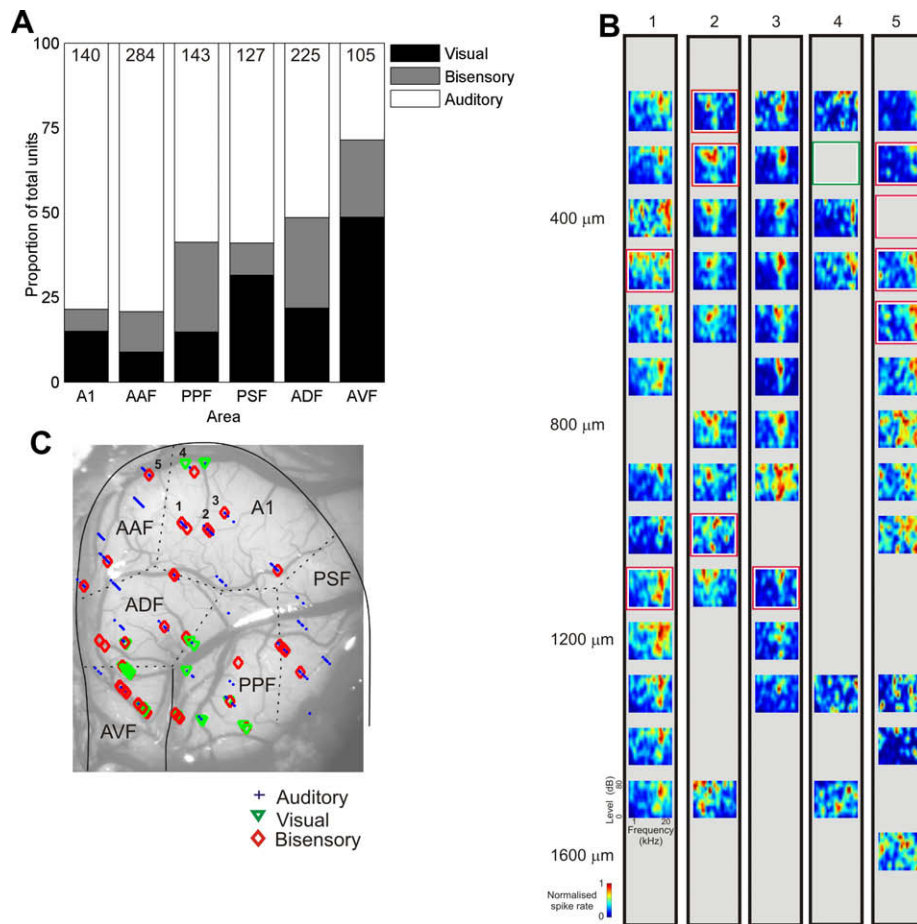 A
100
75
50
25
0
Proportion of total units
140 284 143 127 225 105
A1 AAF PPF PSF ADF AVF
Area
Visual
Bisensory
Auditory
B
1 2 3 4 5
400 µm
800 µm
1200 µm
1600 µm
Level (dB)
80
0
1 20
Frequency
(kHz)
Normalised
spike rate
1
0
C
5 4
1 2 3
A1
AAF
PSF
ADF
PPF
AVF
Auditory
Visual
Bisensory